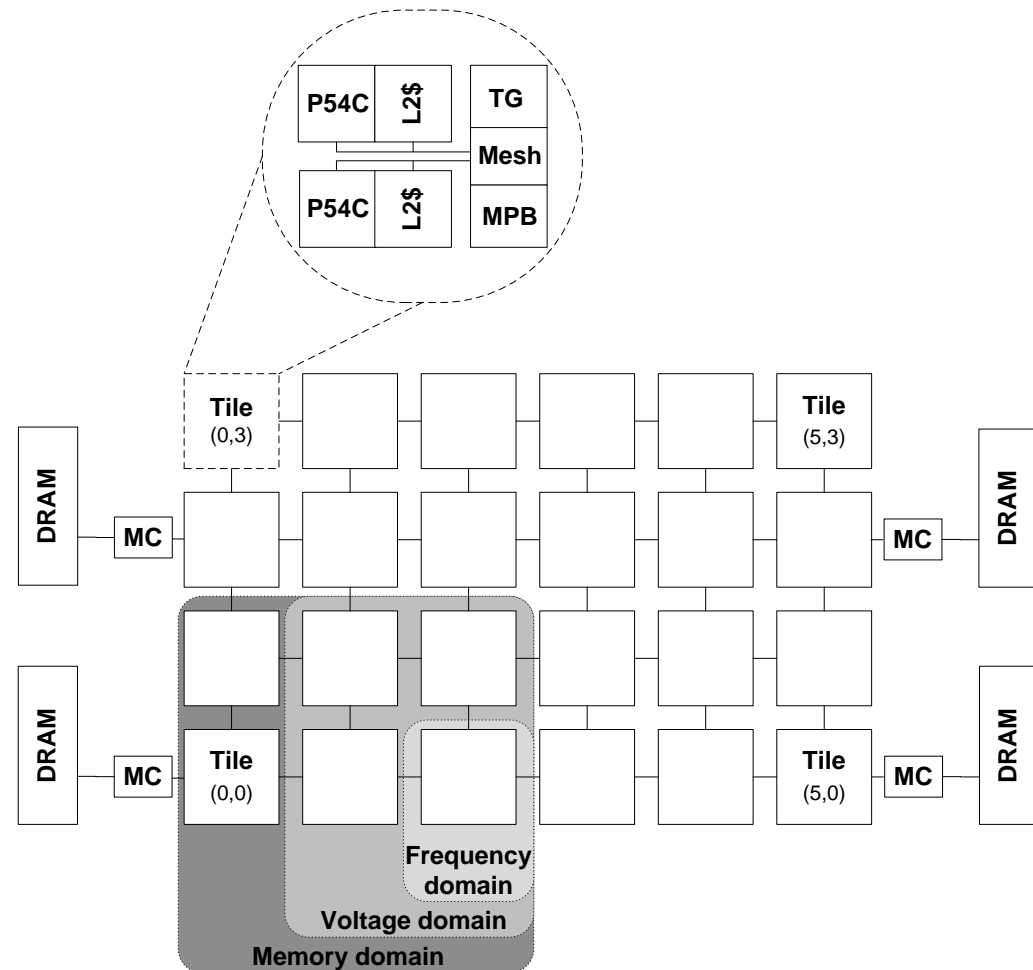 P54C
L2$
TG
Mesh
P54C
L2$
MPB
Tile
(0,3)
Tile
(5,3)
DRAM
MC
MC
DRAM
DRAM
MC
Tile
(0,0)
Tile
(5,0)
MC
DRAM
Frequency
domain
Voltage domain
Memory domain